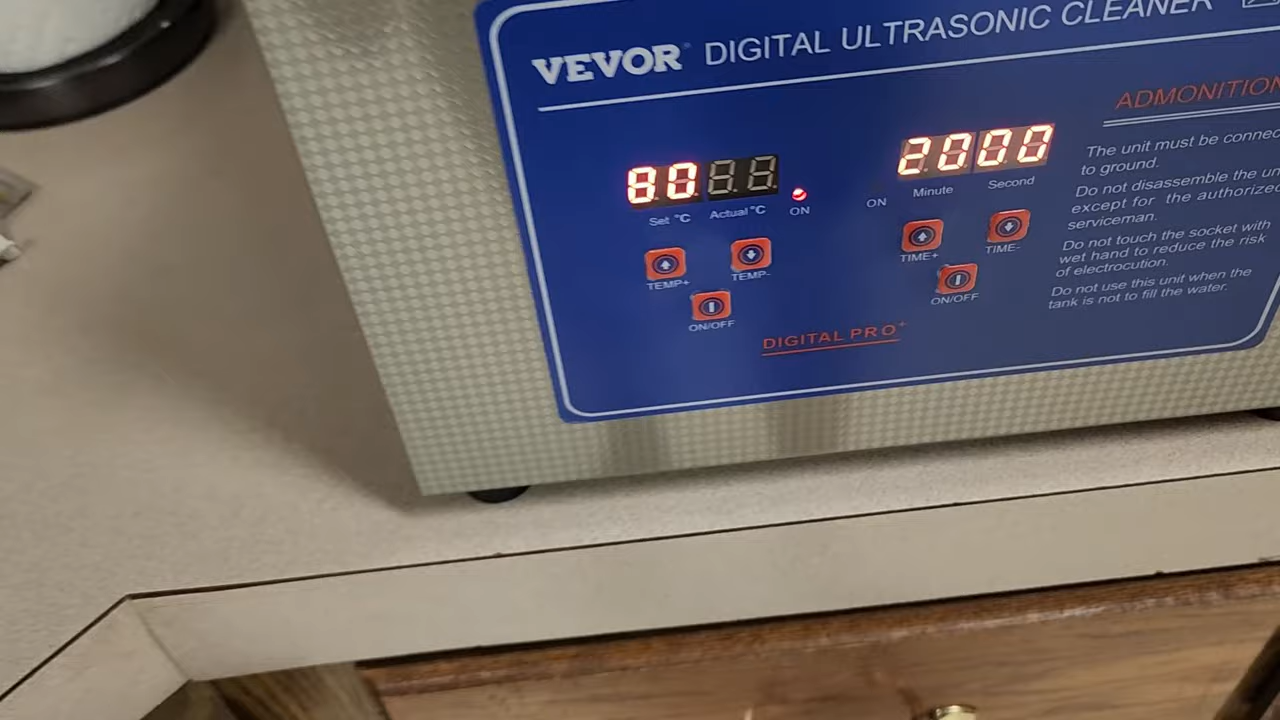 VEVOR DIGITAL ULTRASONIC CLEANER
80
Set °C
Actual °C
ON
TEMP+
TEMP-
ON/OFF
2000
ON
Minute
Second
TIME+
TIME-
ON/OFF
DIGITAL PRO+
ADMONITION
The unit must be connec
to ground.
Do not disassemble the un
except for the authorize
serviceman.
Do not touch the socket with
wet hand to reduce the risk
of electrocution.
Do not use this unit when the
tank is not to fill the water.